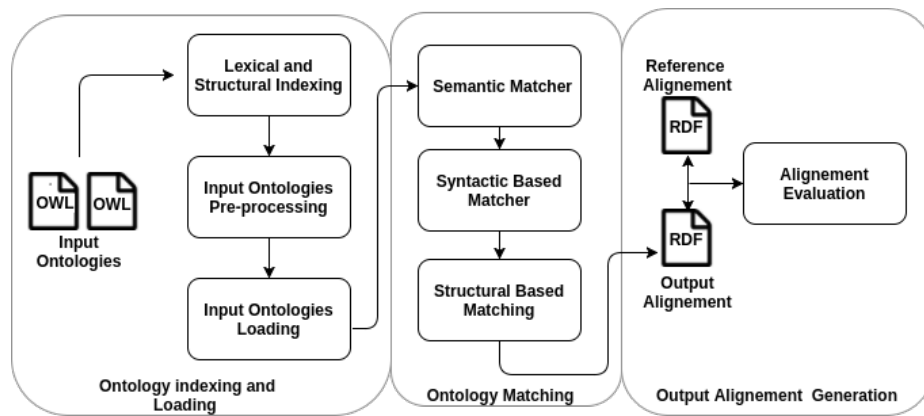 OWL OWL
Input
Ontologies
Lexical and
Structural Indexing
Input Ontologies
Pre-processing
Input Ontologies
Loading
Ontology indexing and
Loading
Semantic Matcher
Syntactic Based
Matcher
Structural Based
Matching
Ontology Matching
Reference
Alignement
RDF
RDF
Output
Alignement
Alignement
Evaluation
Output Alignement Generation